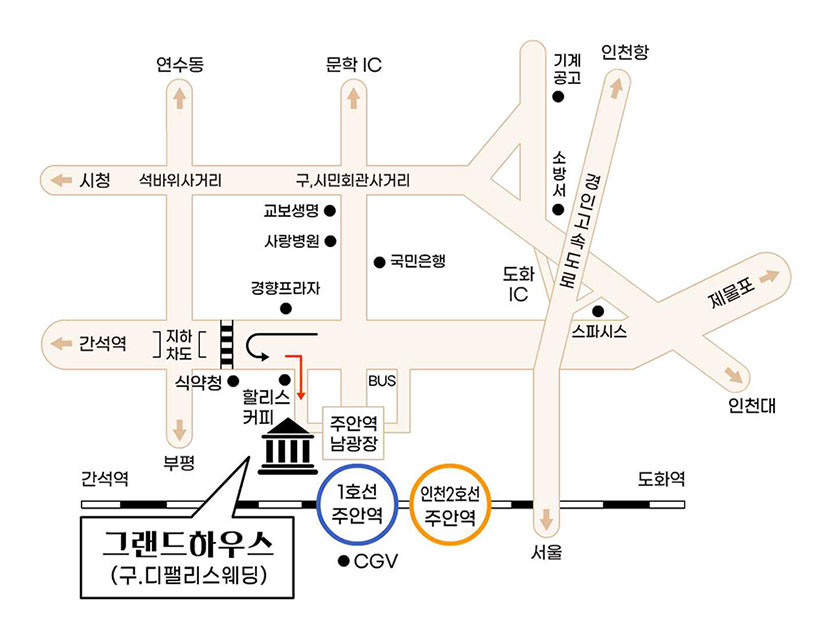 연수동
문학 IC
기계
공고
인천항
시청
석바위사거리
구,시민회관사거리
소
방
서
경인고속도로
교보생명
사랑병원
국민은행
도화
IC
경향프라자
제물포
간석역
지하
차도
스파시스
식약청
할리스
커피
BUS
주안역
남광장
인천대
부평
간석역
도화역
1호선
주안역
인천2호선
주안역
그랜드하우스
(구.디팰리스웨딩)
CGV
서울